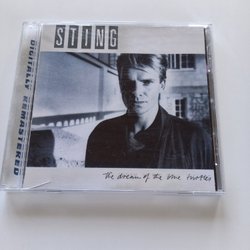 STING
DIGITALLY REMASTERED
the dream of the blue turtles